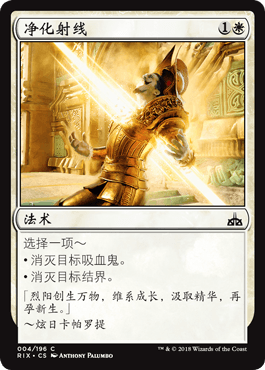 净化射线 1
法术
选择一项～
• 消灭目标吸血鬼。
• 消灭目标结界。
「烈阳创生万物，维系成长，汲取精华，再
孕新生。」
～炫日卡帕罗提
004/196 C
RIX • CS ANTHONY PALUMBO
™ & © 2018 Wizards of the Coast